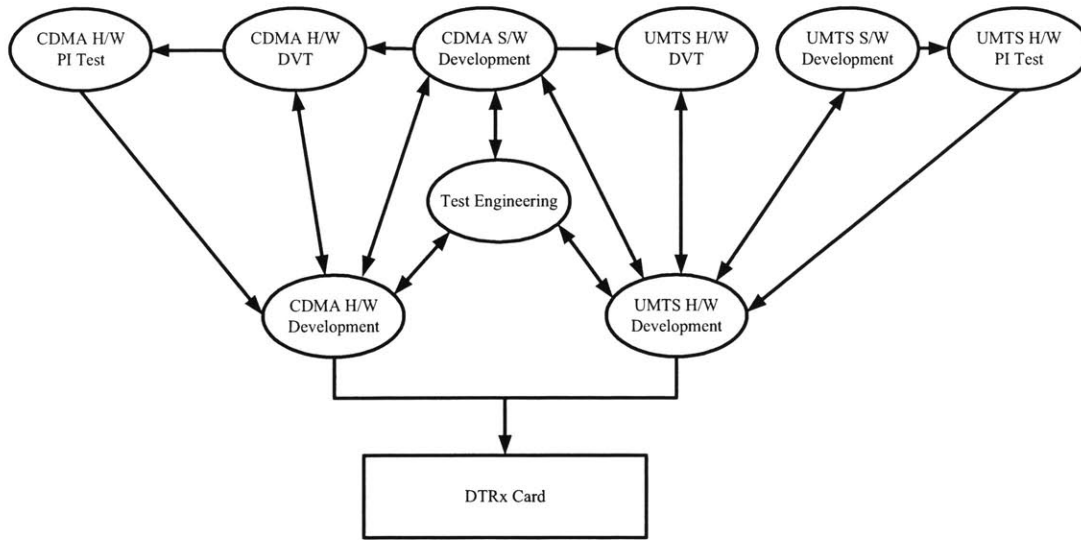 CDMA H/W
PI Test
CDMA H/W
DVT
CDMA S/W
Development
UMTS H/W
DVT
UMTS S/W
Development
UMTS H/W
PI Test
Test Engineering
CDMA H/W
Development
UMTS H/W
Development
DTRx Card